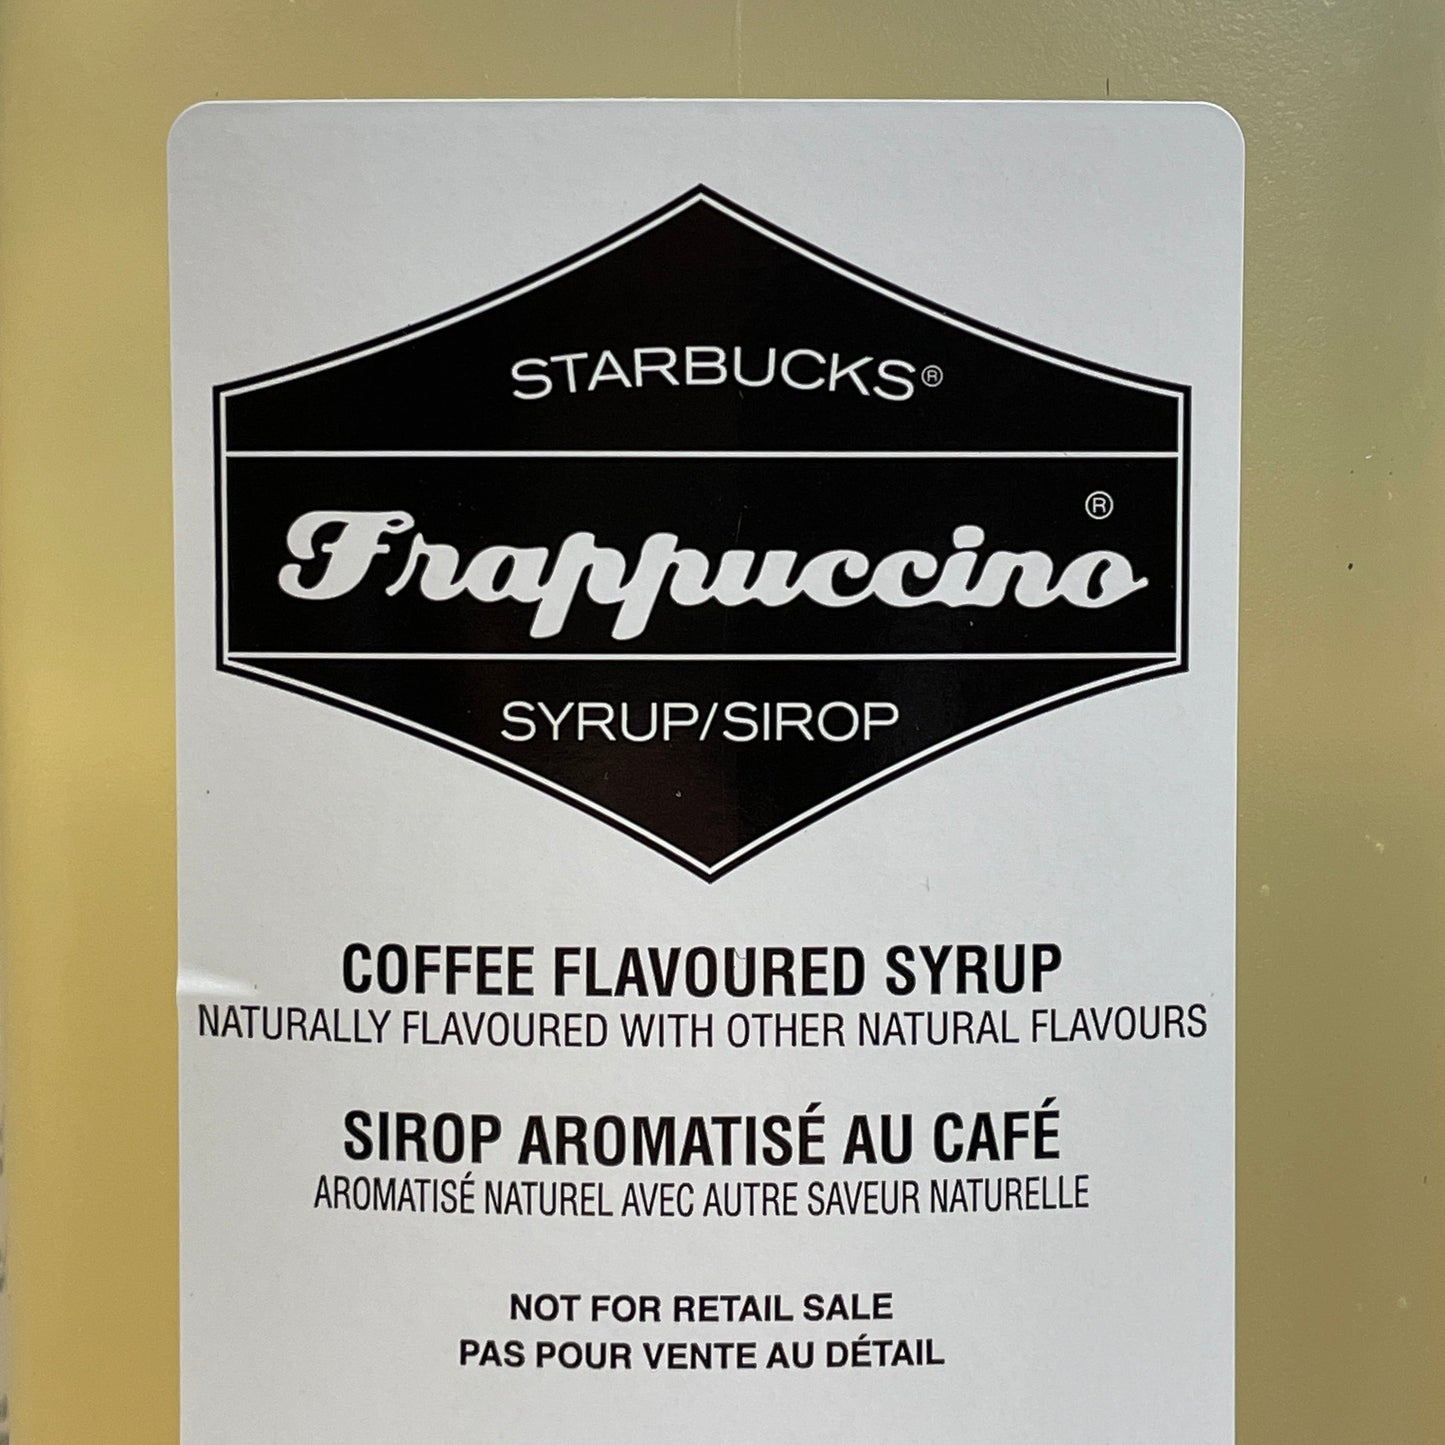 STARBUCKS®
Frappuccino®
SYRUP/SIROP
COFFEE FLAVOURED SYRUP
NATURALLY FLAVOURED WITH OTHER NATURAL FLAVOURS
SIROP AROMATISÉ AU CAFÉ
AROMATISÉ NATUREL AVEC AUTRE SAVEUR NATURELLE
NOT FOR RETAIL SALE
PAS POUR VENTE AU DÉTAIL